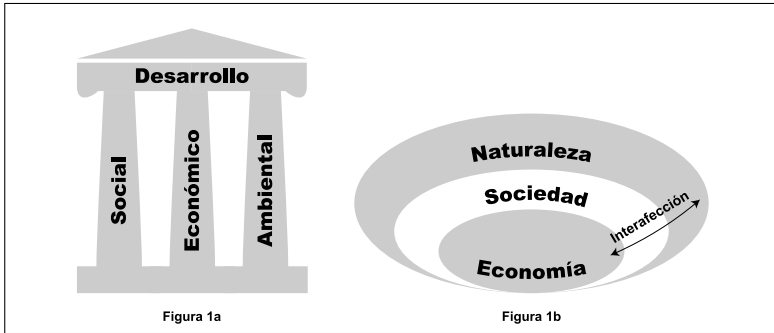 Desarrollo
Social
Económico
Ambiental
Figura 1a
Naturaleza
Sociedad
Economía
Interafección
Figura 1b